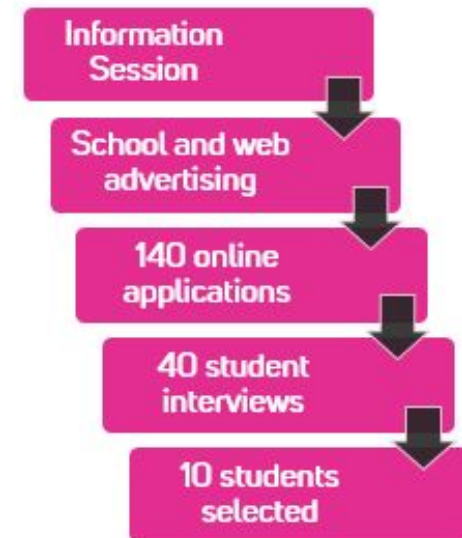 Information
Session
School and web
advertising
140 online
applications
40 student
interviews
10 students
selected